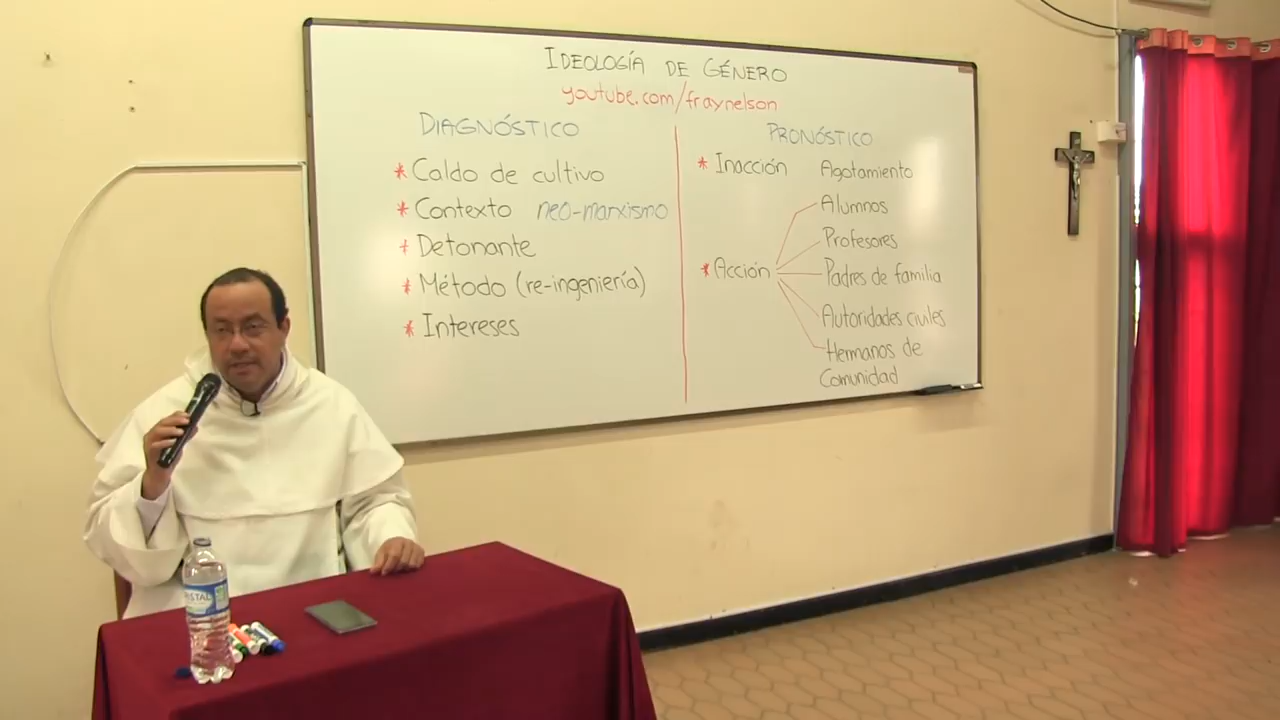 IDEOLOGÍA DE GÉNERO
youtube.com/fraynelson
DIAGNÓSTICO
* Caldo de cultivo
* Contexto neo-marxismo
* Detonante
* Método (re-ingeniería)
* Intereses
PRONÓSTICO
* Inacción Agotamiento
* Acción
Alumnos
Profesores
Padres de familia
Autoridades civiles
Hermanos de
Comunidad